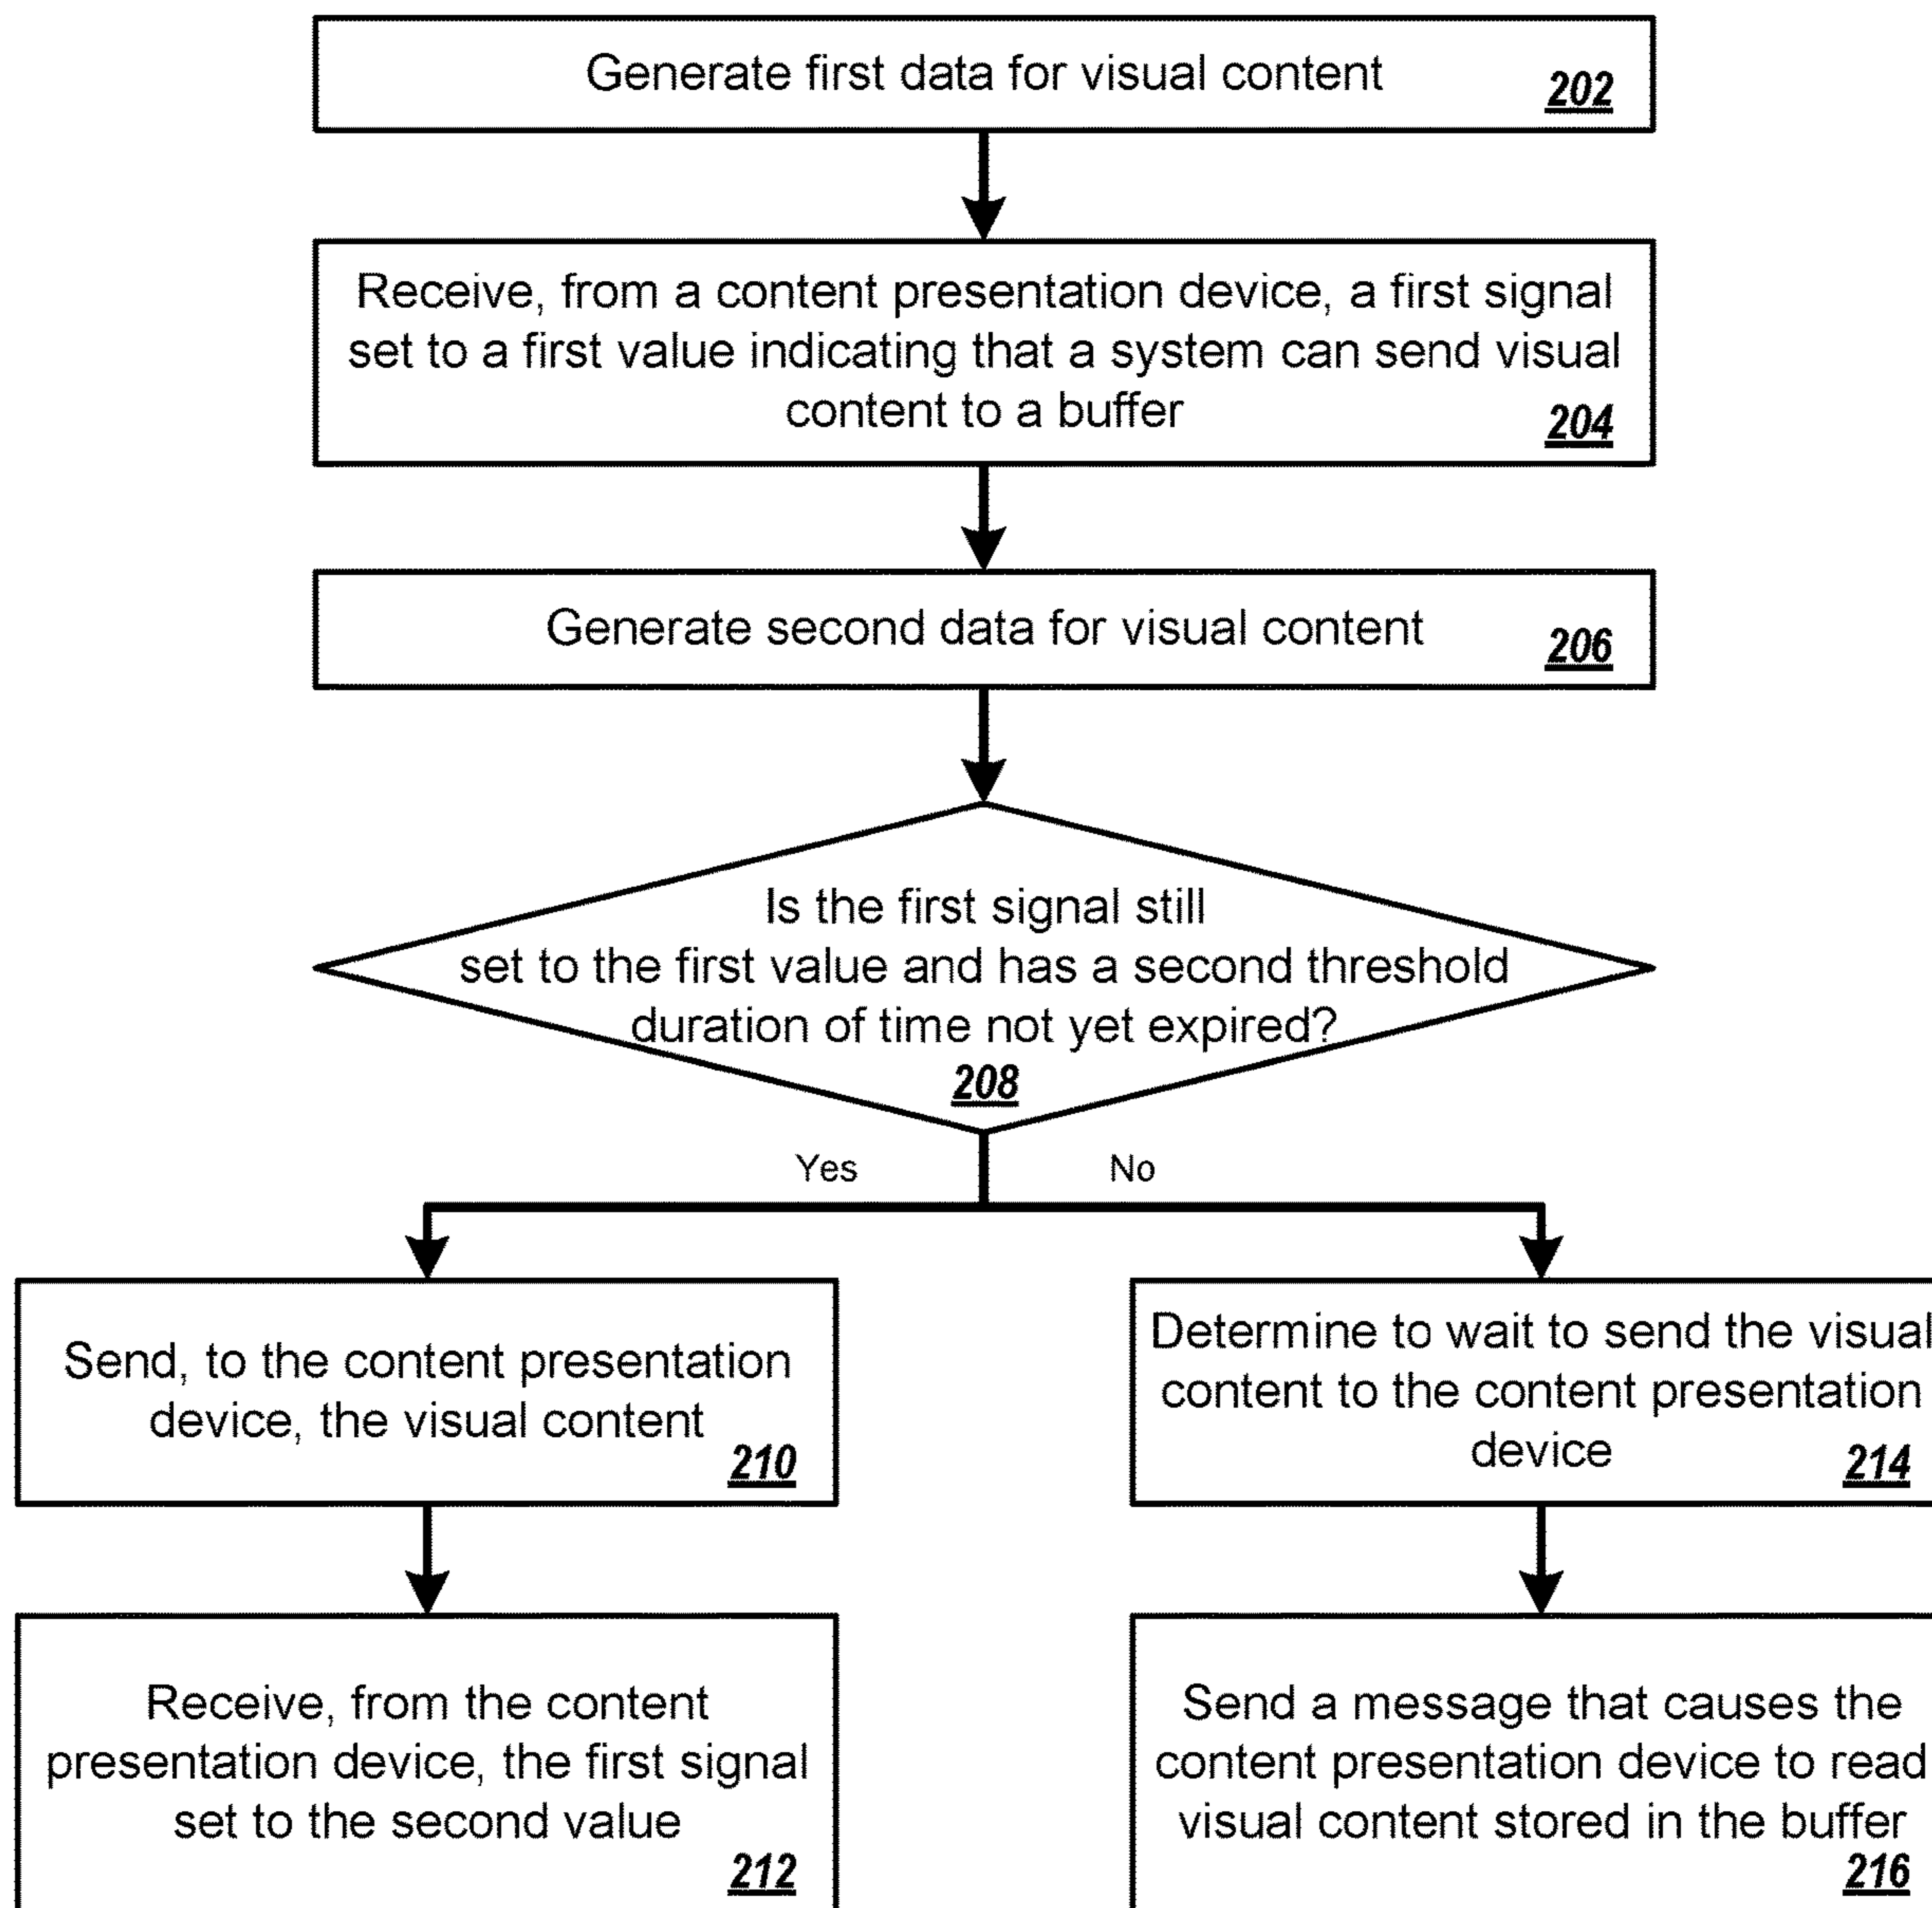 Generate first data for visual content
202
Receive, from a content presentation device, a first signal
set to a first value indicating that a system can send visual
content to a buffer
204
Generate second data for visual content
206
Is the first signal still
set to the first value and has a second threshold
duration of time not yet expired?
208
Yes
No
Send, to the content presentation
device, the visual content
210
Determine to wait to send the visual
content to the content presentation
device
214
Receive, from the content
presentation device, the first signal
set to the second value
212
Send a message that causes the
content presentation device to read
visual content stored in the buffer
216